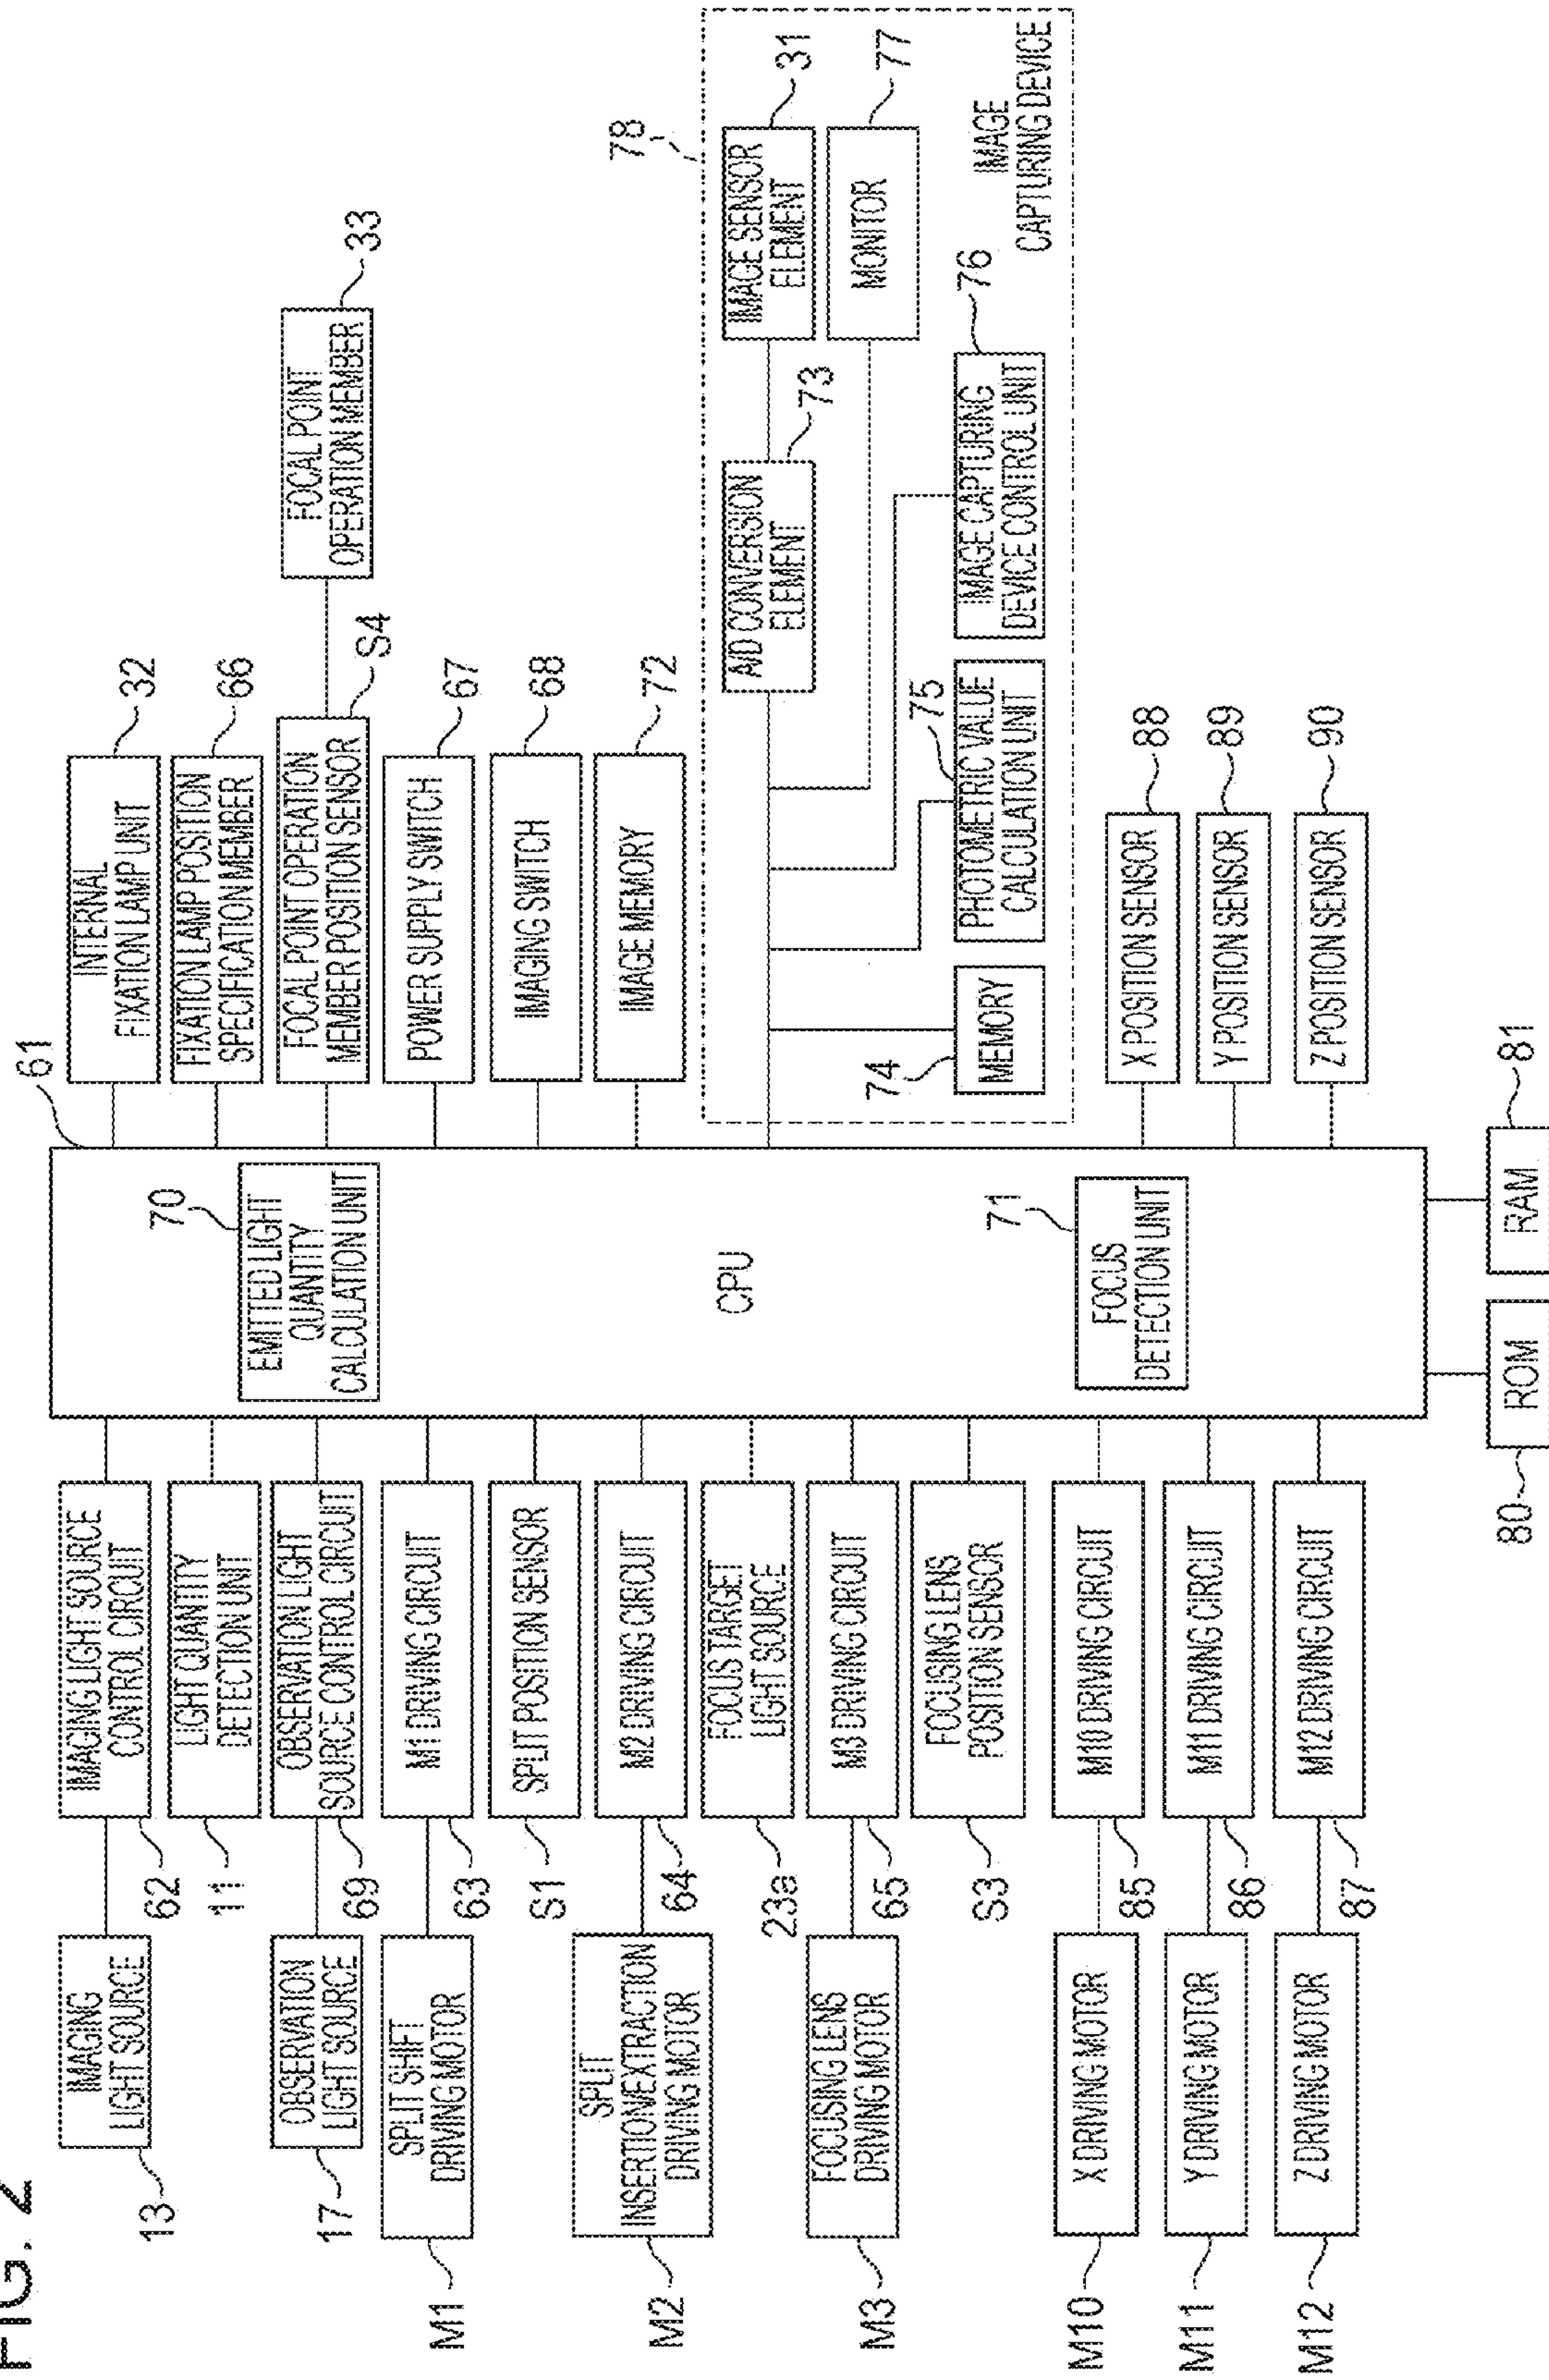 FIG. 2
13
IMAGING
LIGHT SOURCE
62
IMAGING LIGHT SOURCE
CONTROL CIRCUIT
11
LIGHT QUANTITY
DETECTION UNIT
17
OBSERVATION
LIGHT SOURCE
69
OBSERVATION LIGHT
SOURCE CONTROL CIRCUIT
M1
SPLIT SHIFT
DRIVING MOTOR
63
M1 DRIVING CIRCUIT
S1
SPLIT POSITION SENSOR
M2
SPLIT
INSERTION/EXTRACTION
DRIVING MOTOR
64
M2 DRIVING CIRCUIT
23a
FOCUS TARGET
LIGHT SOURCE
M3
FOCUSING LENS
DRIVING MOTOR
65
M3 DRIVING CIRCUIT
S3
FOCUSING LENS
POSITION SENSOR
M10
X DRIVING MOTOR
85
M10 DRIVING CIRCUIT
M11
Y DRIVING MOTOR
86
M11 DRIVING CIRCUIT
M12
Z DRIVING MOTOR
87
M12 DRIVING CIRCUIT
61
70
EMITTED LIGHT
QUANTITY
CALCULATION UNIT
CPU
71
FOCUS
DETECTION UNIT
80
ROM
RAM
81
INTERNAL
FIXATION LAMP UNIT
32
FIXATION LAMP POSITION
SPECIFICATION MEMBER
66
FOCAL POINT OPERATION
MEMBER POSITION SENSOR
S4
FOCAL POINT
OPERATION MEMBER
33
POWER SUPPLY SWITCH
67
IMAGING SWITCH
68
IMAGE MEMORY
72
78
A/D CONVERSION
ELEMENT
73
IMAGE SENSOR
ELEMENT
31
MONITOR
77
74
MEMORY
75
PHOTOMETRIC VALUE
CALCULATION UNIT
76
IMAGE CAPTURING
DEVICE CONTROL UNIT
IMAGE
CAPTURING DEVICE
X POSITION SENSOR
88
Y POSITION SENSOR
89
Z POSITION SENSOR
90